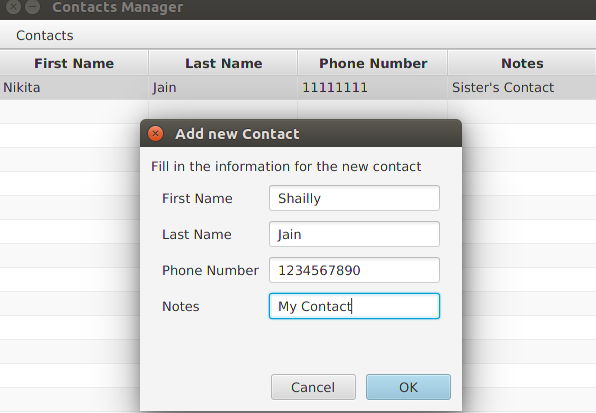 Contacts Manager
Contacts
First Name Last Name Phone Number Notes
Nikita Jain 11111111 Sister's Contact
Add new Contact
Fill in the information for the new contact
First Name Shailly
Last Name Jain
Phone Number 1234567890
Notes My Contact
Cancel OK